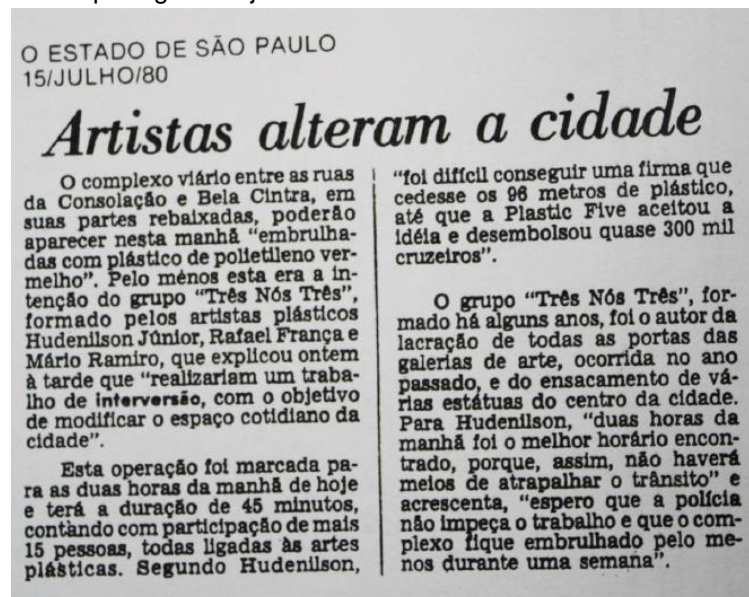 O ESTADO DE SÃO PAULO
15/JULHO/80
Artistas alteram a cidade
O complexo viário entre as ruas
da Consolação e Bela Cintra, em
suas partes rebaixadas, poderão
aparecer nesta manhã “embrulha-
das com plástico de polietileno ver-
melho”. Pelo menos esta era a in-
tenção do grupo “Três Nós Três”,
formado pelos artistas plásticos
Hudenilson Júnior, Rafael França e
Mário Ramiro, que explicou ontem
à tarde que “realizariam um traba-
lho de interversão, com o objetivo
de modificar o espaço cotidiano da
cidade”.
Esta operação foi marcada pa-
ra as duas horas da manhã de hoje
e terá a duração de 45 minutos,
contando com participação de mais
15 pessoas, todas ligadas às artes
plásticas. Segundo Hudenilson,
“foi difícil conseguir uma firma que
cedesse os 96 metros de plástico,
até que a Plastic Five aceitou a
idéia e desembolsou quase 300 mil
cruzeiros”.
O grupo “Três Nós Três”, for-
mado há alguns anos, foi o autor da
lacração de todas as portas das
galerias de arte, ocorrida no ano
passado, e do ensacamento de vá-
rias estátuas do centro da cidade.
Para Hudenilson, “duas horas da
manhã foi o melhor horário encon-
trado, porque, assim, não haverá
meios de atrapalhar o trânsito” e
acrescenta, “espero que a polícia
não impeça o trabalho e que o com-
plexo fique embrulhado pelo me-
nos durante uma semana”.